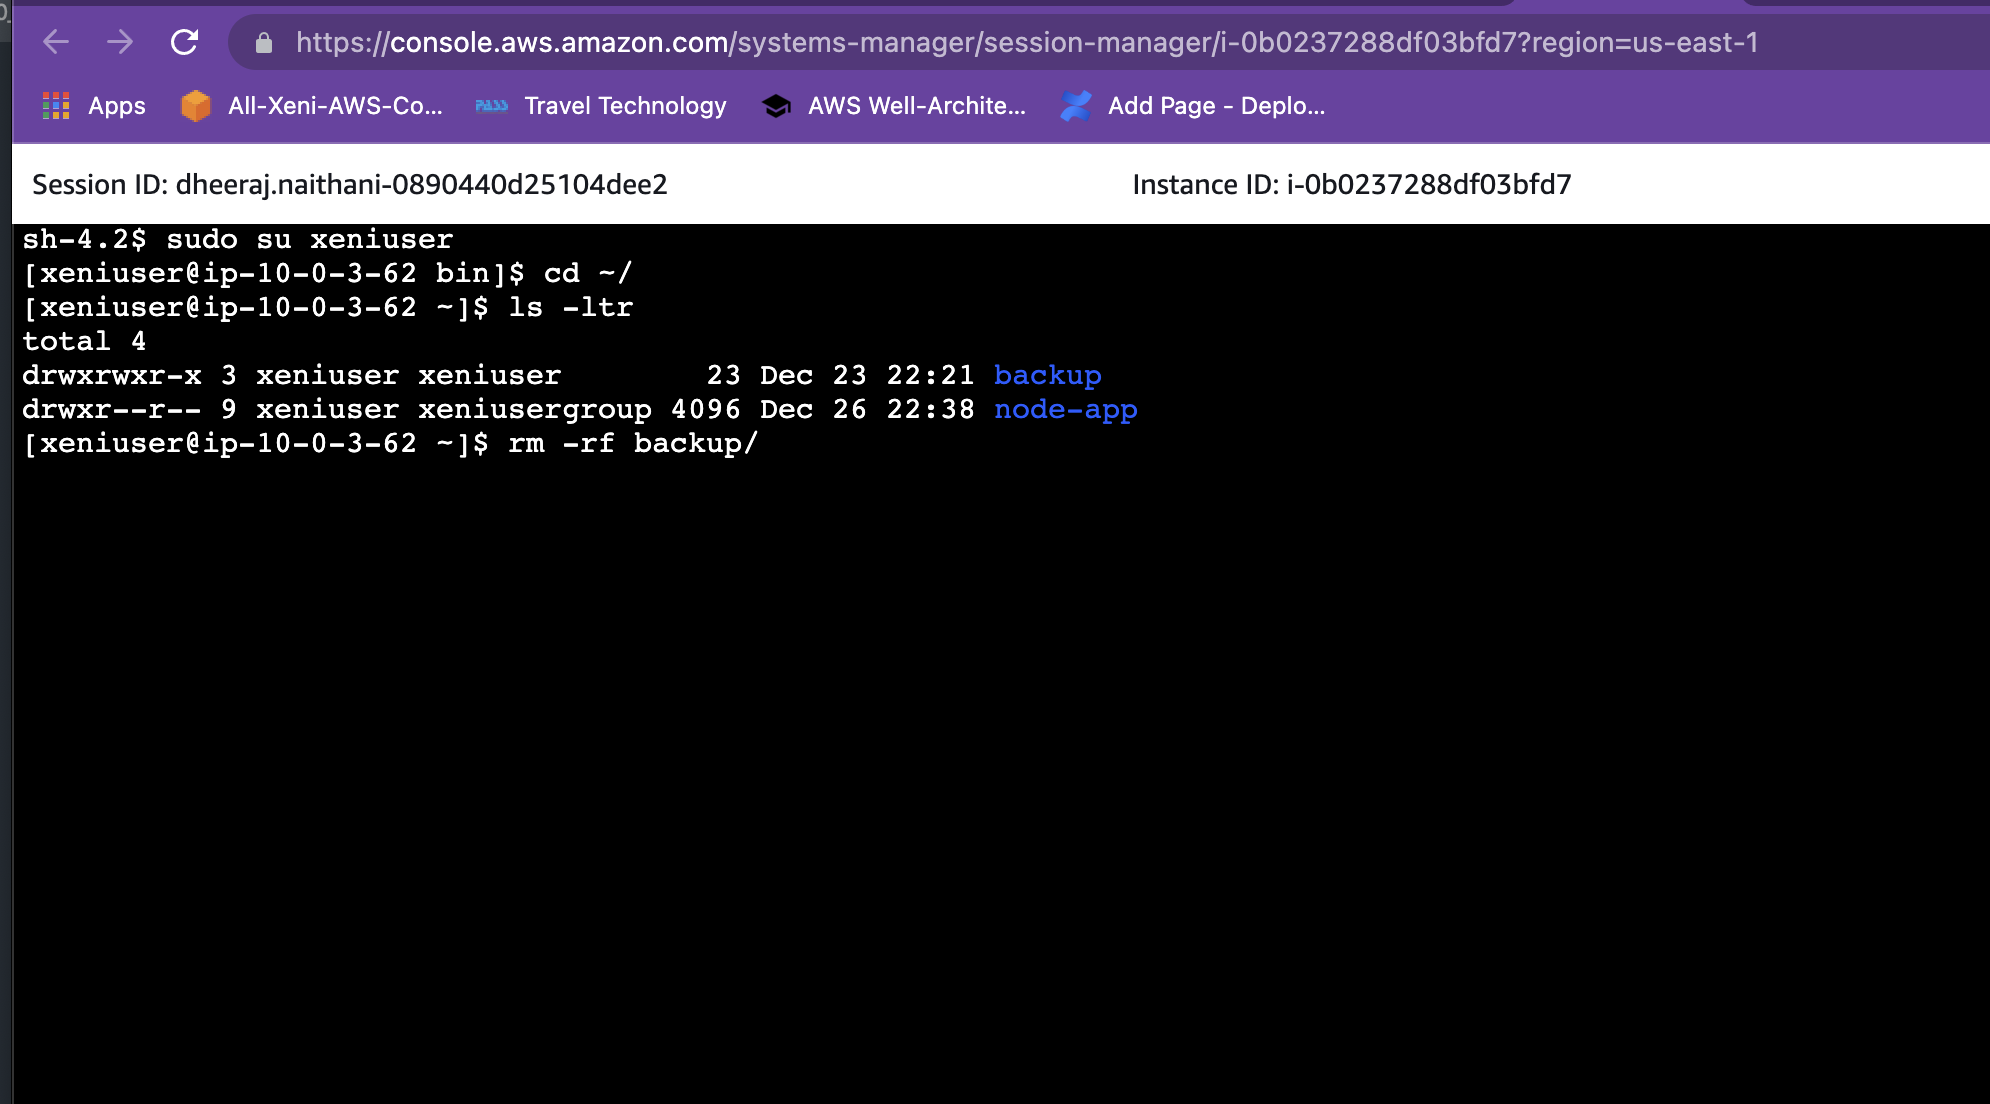 https://console.aws.amazon.com/systems-manager/session-manager/i-0b0237288df03bfd7?region=us-east-1
Apps All-Xeni-AWS-Co... PASS Travel Technology AWS Well-Archite... Add Page - Deplo...
Session ID: dheeraj.naithani-0890440d25104dee2 Instance ID: i-0b0237288df03bfd7
sh-4.2$ sudo su xeniuser
[xeniuser@ip-10-0-3-62 bin]$ cd ~/
[xeniuser@ip-10-0-3-62 ~]$ ls -ltr
total 4
drwxrwxr-x 3 xeniuser xeniuser        23 Dec 23 22:21 backup
drwxr--r-- 9 xeniuser xeniusergroup 4096 Dec 26 22:38 node-app
[xeniuser@ip-10-0-3-62 ~]$ rm -rf backup/